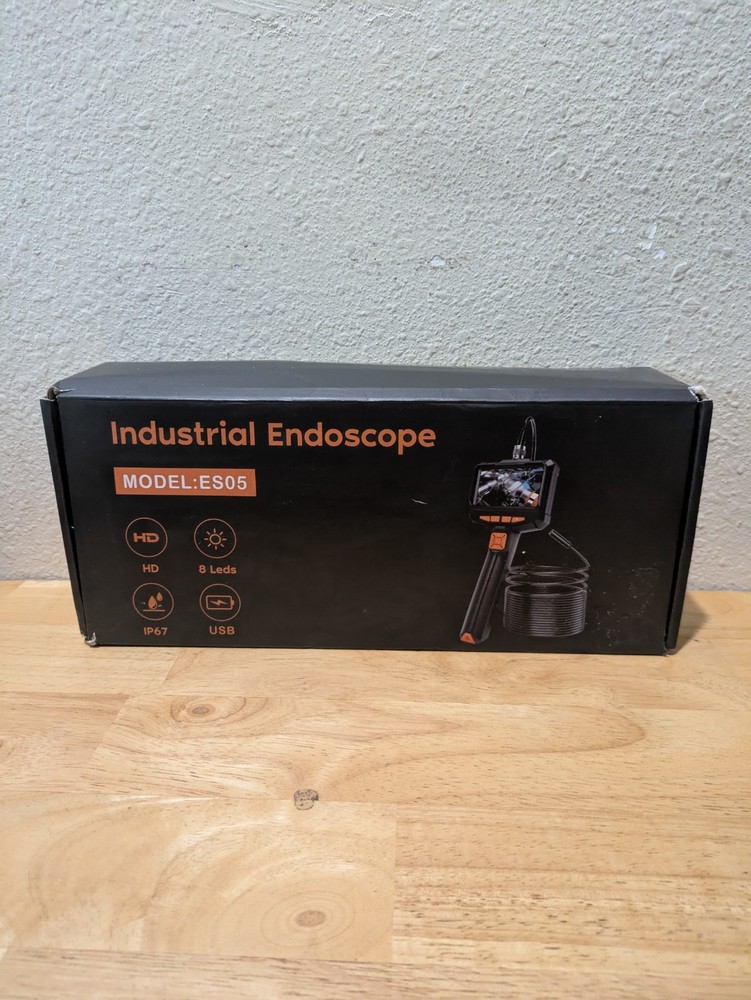 Industrial Endoscope
MODEL:ES05
HD
HD
8 Leds
IP67
USB